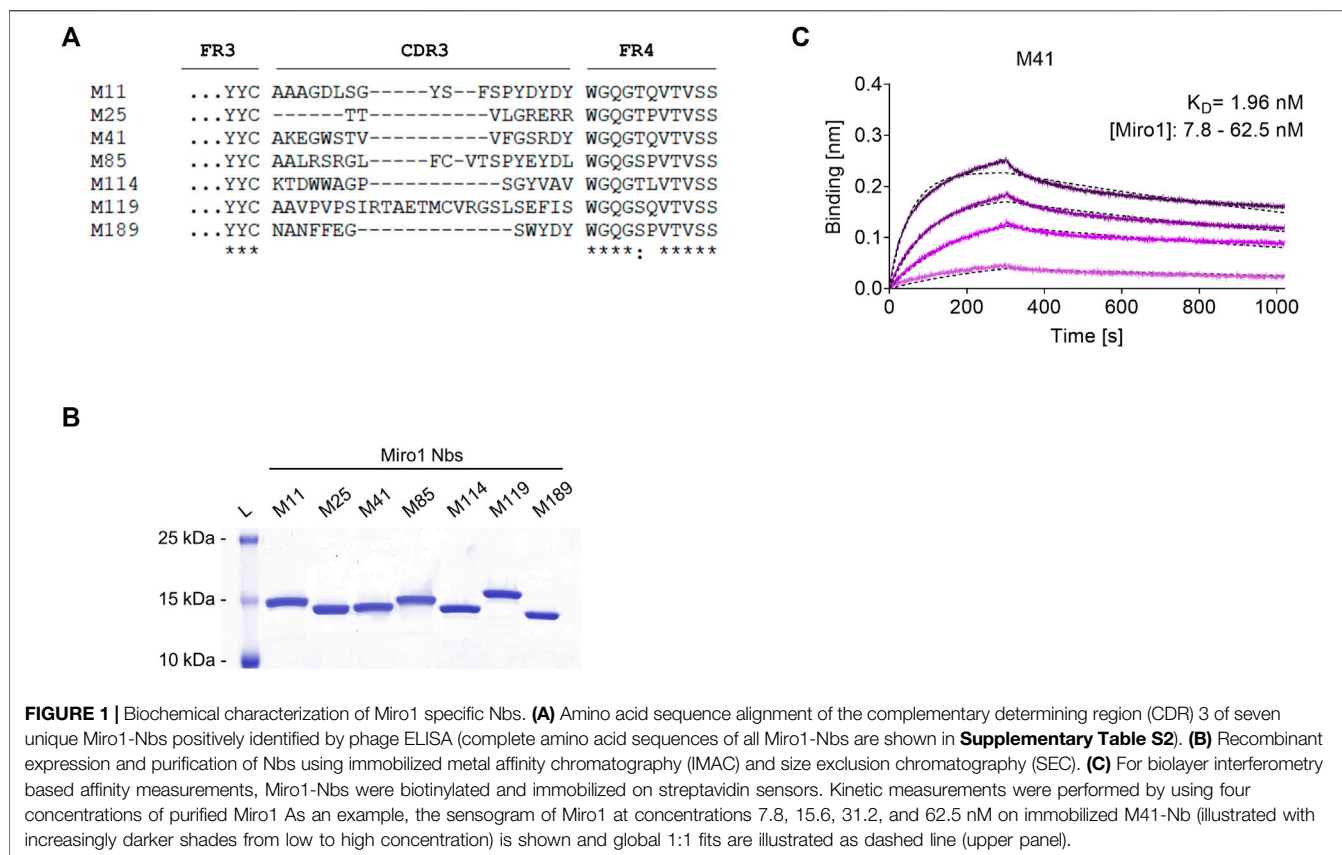 A
FR3 CDR3 FR4
M11 ...YYC AAAGDLSG-----YS--FSPYDYDY WGQGTQVTVSS
M25 ...YYC ------TT---------VLGRERR WGQGTPVTVSS
M41 ...YYC AKEGWSTV---------VFGSRDY WGQGTQVTVSS
M85 ...YYC AALRSRGL-----FC-VTSPYEYDL WGQGSPVTVSS
M114 ...YYC KTDWWAGP----------SGYVAV WGQGTLVTVSS
M119 ...YYC AAVPVPSIRTAETMCVRGSLSEFIS WGQGSQVTVSS
M189 ...YYC NANFFEG------------SWYDY WGQGSPVTVSS
*** ****: *****
C
M41
K_D= 1.96 nM
[Miro1]: 7.8 - 62.5 nM
Binding [nm]
0.4
0.3
0.2
0.1
0.0
0 200 400 600 800 1000
Time [s]
B
Miro1 Nbs
L M11 M25 M41 M85 M114 M119 M189
25 kDa -
15 kDa -
10 kDa -
FIGURE 1 | Biochemical characterization of Miro1 specific Nbs. (A) Amino acid sequence alignment of the complementary determining region (CDR) 3 of seven
unique Miro1-Nbs positively identified by phage ELISA (complete amino acid sequences of all Miro1-Nbs are shown in Supplementary Table S2). (B) Recombinant
expression and purification of Nbs using immobilized metal affinity chromatography (IMAC) and size exclusion chromatography (SEC). (C) For biolayer interferometry
based affinity measurements, Miro1-Nbs were biotinylated and immobilized on streptavidin sensors. Kinetic measurements were performed by using four
concentrations of purified Miro1 As an example, the sensogram of Miro1 at concentrations 7.8, 15.6, 31.2, and 62.5 nM on immobilized M41-Nb (illustrated with
increasingly darker shades from low to high concentration) is shown and global 1:1 fits are illustrated as dashed line (upper panel).